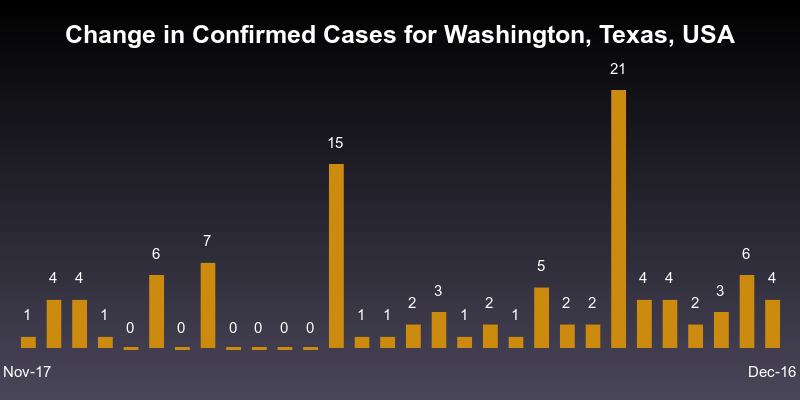 Change in Confirmed Cases for Washington, Texas, USA
1 4 4 1 0 6 0 7 0 0 0 0 15 1 1 2 3 1 2 1 5 2 2 21 4 4 2 3 6 4
Nov-17 Dec-16